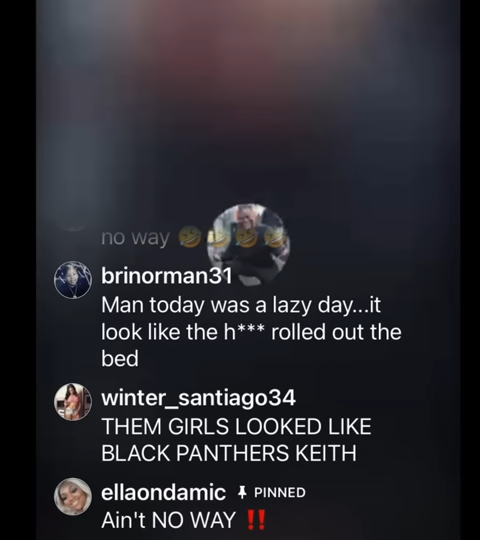 no way 🤣🤣🤣🤣
brinorman31
Man today was a lazy day...it
look like the h*** rolled out the
bed
winter_santiago34
THEM GIRLS LOOKED LIKE
BLACK PANTHERS KEITH
ellaondamic PINNED
Ain't NO WAY ‼️